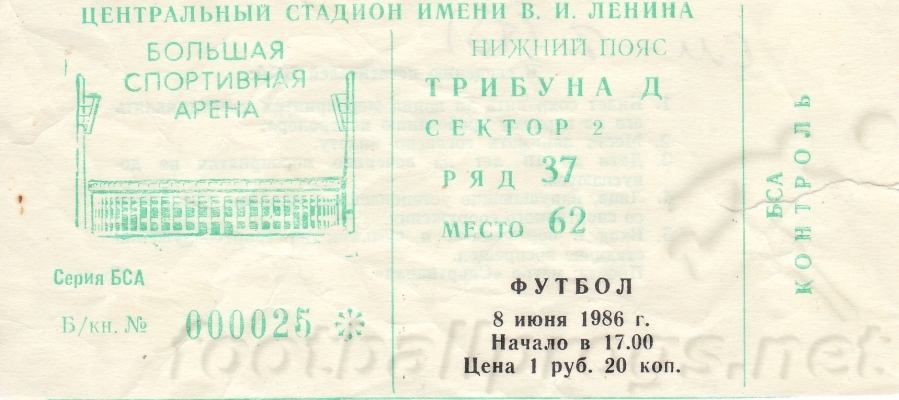 ЦЕНТРАЛЬНЫЙ СТАДИОН ИМЕНИ В. И. ЛЕНИНА
БОЛЬШАЯ
СПОРТИВНАЯ
АРЕНА
Серия БСА
Б/кн. № 000025
НИЖНИЙ ПОЯС
ТРИБУНА Д
СЕКТОР 2
РЯД 37
МЕСТО 62
ФУТБОЛ
8 июня 1986 г.
Начало в 17.00
Цена 1 руб. 20 коп.
БСА
КОНТРОЛЬ